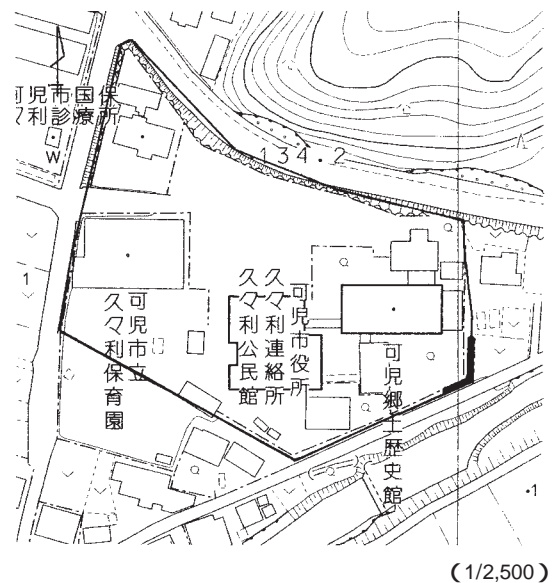 可児市国保
久々利診療所
W
134.2
1
可児市立
久々利保育園
可児市役所
久々利連絡所
久々利公民館
可児郷土歴史館
・1
(1/2,500)